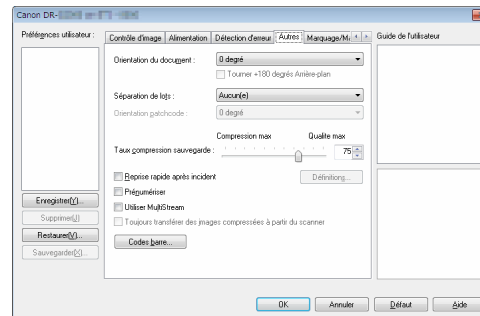 Canon DR-
Préférences utilisateur :
Contrôle d'image
Alimentation
Détection d'erreur
Autres
Marquage/M
Guide de l'utilisateur
Orientation du document :
0 degré
Tourner +180 degrés Arrière-plan
Séparation de lots :
Aucun(e)
Orientation patchcode :
0 degré
Compression max
Qualite max
Taux compression sauvegarde :
75
Reprise rapide après incident
Définitions...
Prénumériser
Utiliser MultiStream
Toujours transférer des images compressées à partir du scanner
Codes barre...
Enregistrer(Y)...
Supprimer(J)
Restaurer(V)...
Sauvegarder(X)...
OK
Annuler
Défaut
Aide